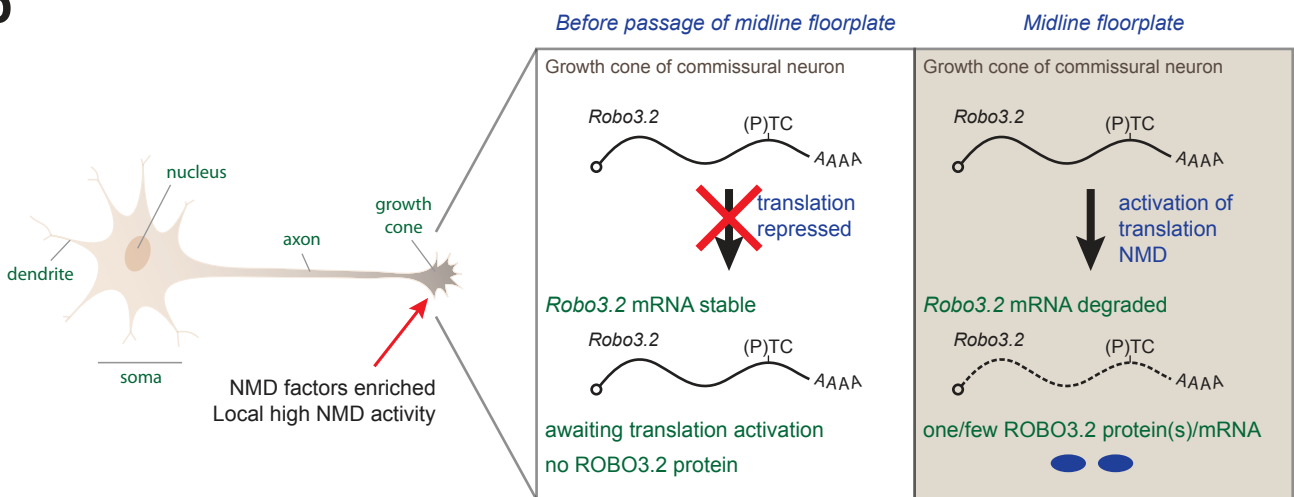 Before passage of midline floorplate
Midline floorplate
nucleus
dendrite
soma
axon
growth
cone
NMD factors enriched
Local high NMD activity
Growth cone of commissural neuron
Robo3.2
(P)TC
AAAA
translation
repressed
Robo3.2 mRNA stable
Robo3.2
(P)TC
AAAA
awaiting translation activation
no ROBO3.2 protein
Growth cone of commissural neuron
Robo3.2
(P)TC
AAAA
activation of
translation
NMD
Robo3.2 mRNA degraded
Robo3.2
(P)TC
AAAA
one/few ROBO3.2 protein(s)/mRNA